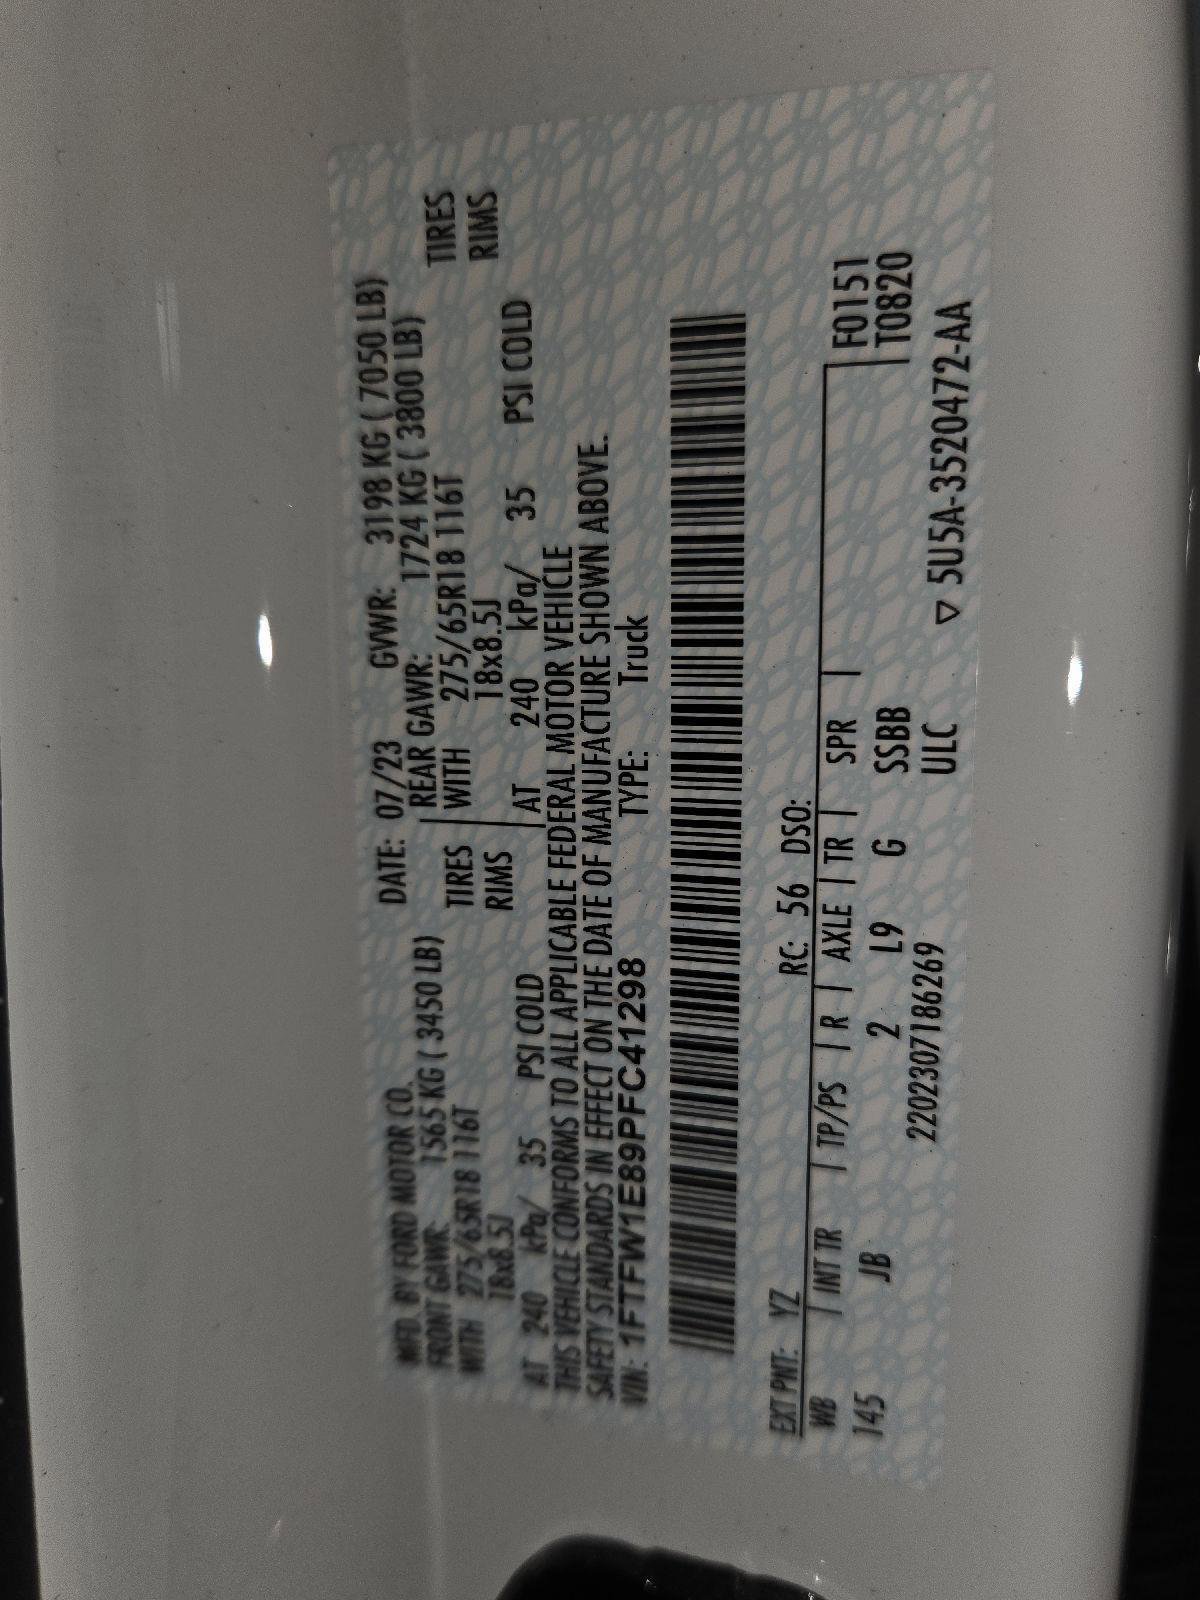 MFD. BY FORD MOTOR CO. DATE: 07/23 GVWR: 3198 KG ( 7050 LB)
FRONT GAWR: 1565 KG ( 3450 LB) REAR GAWR: 1724 KG ( 3800 LB)
WITH 275/65R18 116T TIRES WITH 275/65R18 116T TIRES
18x8.5J RIMS 18x8.5J RIMS
AT 240 kPa/ 35 PSI COLD AT 240 kPa/ 35 PSI COLD
THIS VEHICLE CONFORMS TO ALL APPLICABLE FEDERAL MOTOR VEHICLE
SAFETY STANDARDS IN EFFECT ON THE DATE OF MANUFACTURE SHOWN ABOVE.
VIN: 1FTFW1E89PFC41298 TYPE: Truck
EXT PNT: YZ RC: 56 DSO:
WB | INT TR | TP/PS | R | AXLE | TR | SPR | F0151
145 JB 2 L9 G SSBB T0820
2202307186269 ULC ▽ 5U5A-3520472-AA